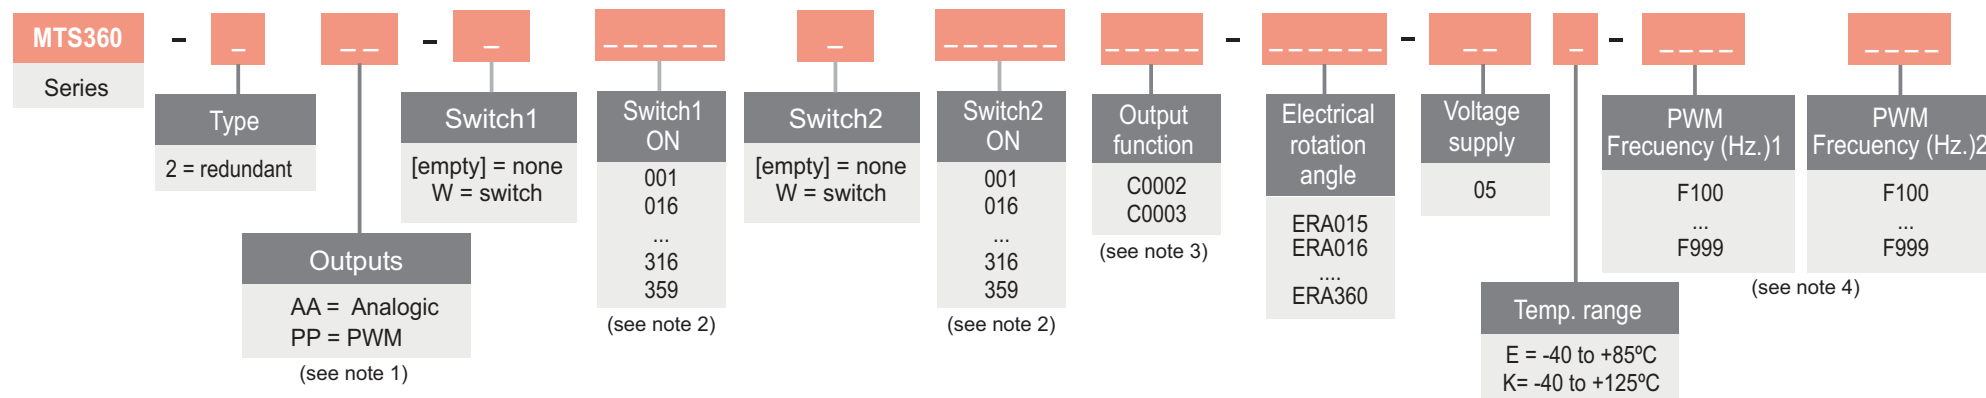 MTS360 - _ _ _ - _ _ _ _ _ _ _ _ _ _ _ _ _ _ _ _ _ _ _ _ - _ _ _ _ _ _ - _ _ _ - _ _ _ _ _ _ _ _
Series
Type
2 = redundant
Outputs
AA = Analogic
PP = PWM
(see note 1)
Switch1
[empty] = none
W = switch
Switch1
ON
001
016
...
316
359
(see note 2)
Switch2
[empty] = none
W = switch
Switch2
ON
001
016
...
316
359
(see note 2)
Output
function
C0002
C0003
(see note 3)
Electrical
rotation
angle
ERA015
ERA016
....
ERA360
Voltage
supply
05
Temp. range
E = -40 to +85ºC
K= -40 to +125ºC
PWM
Frecuency (Hz.)1
F100
...
F999
PWM
Frecuency (Hz.)2
F100
...
F999
(see note 4)